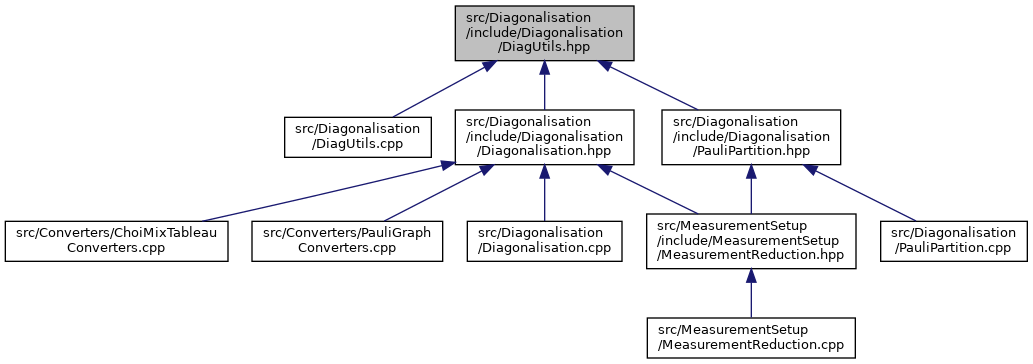 src/Diagonalisation
/include/Diagonalisation
/DiagUtils.hpp
src/Diagonalisation
/DiagUtils.cpp
src/Diagonalisation
/include/Diagonalisation
/Diagonalisation.hpp
src/Diagonalisation
/include/Diagonalisation
/PauliPartition.hpp
src/Converters/ChoiMixTableau
Converters.cpp
src/Converters/PauliGraph
Converters.cpp
src/Diagonalisation
/Diagonalisation.cpp
src/MeasurementSetup
/include/MeasurementSetup
/MeasurementReduction.hpp
src/Diagonalisation
/PauliPartition.cpp
src/MeasurementSetup
/MeasurementReduction.cpp